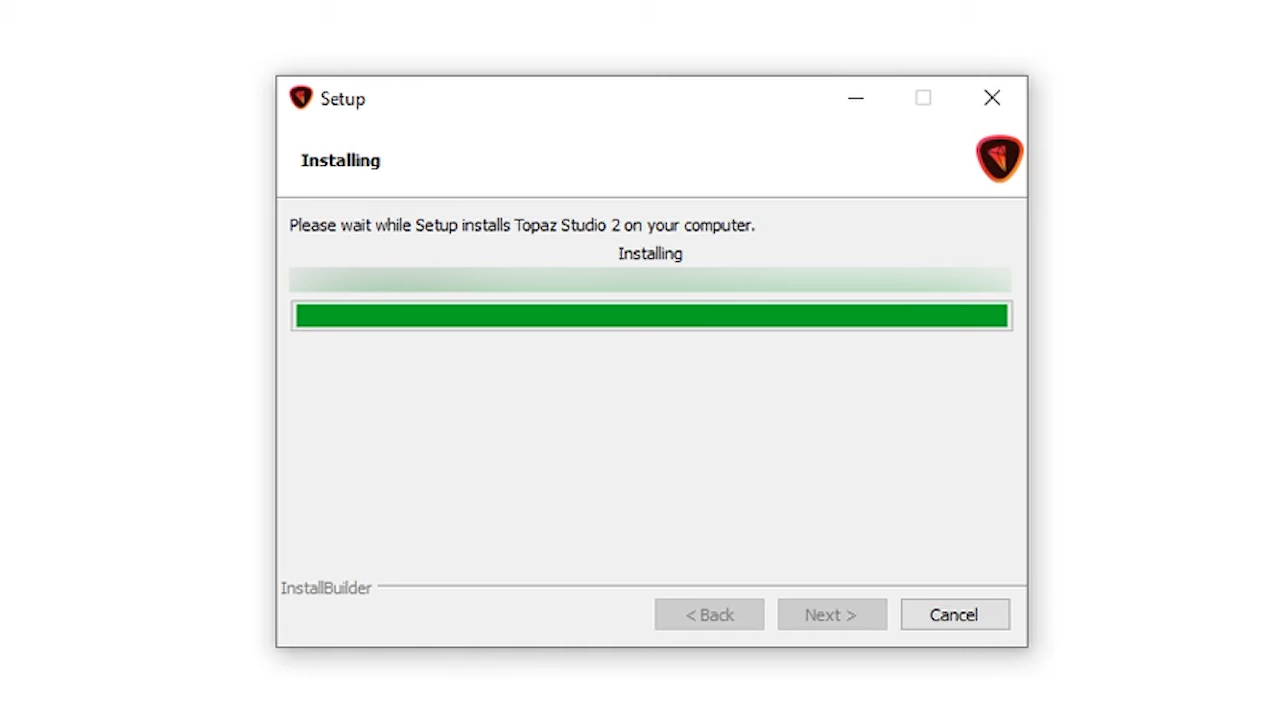 Setup
Installing
Please wait while Setup installs Topaz Studio 2 on your computer.
Installing
InstallBuilder
< Back
Next >
Cancel